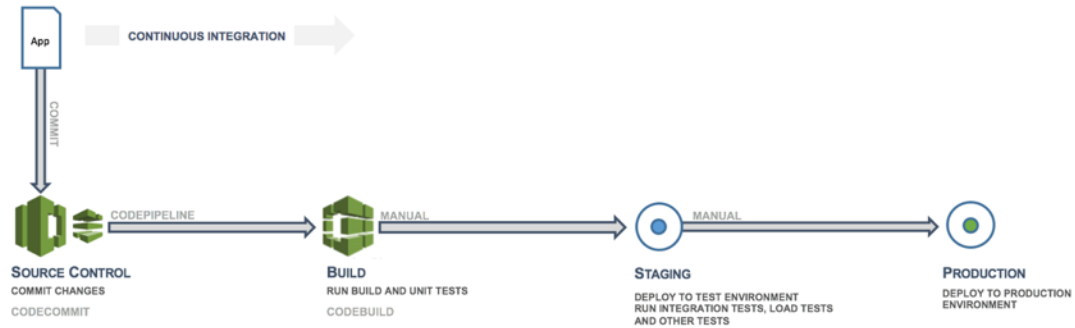 App
CONTINUOUS INTEGRATION
COMMIT
CODEPIPELINE
MANUAL
MANUAL
SOURCE CONTROL
COMMIT CHANGES
CODECOMMIT
BUILD
RUN BUILD AND UNIT TESTS
CODEBUILD
STAGING
DEPLOY TO TEST ENVIRONMENT
RUN INTEGRATION TESTS, LOAD TESTS
AND OTHER TESTS
PRODUCTION
DEPLOY TO PRODUCTION
ENVIRONMENT